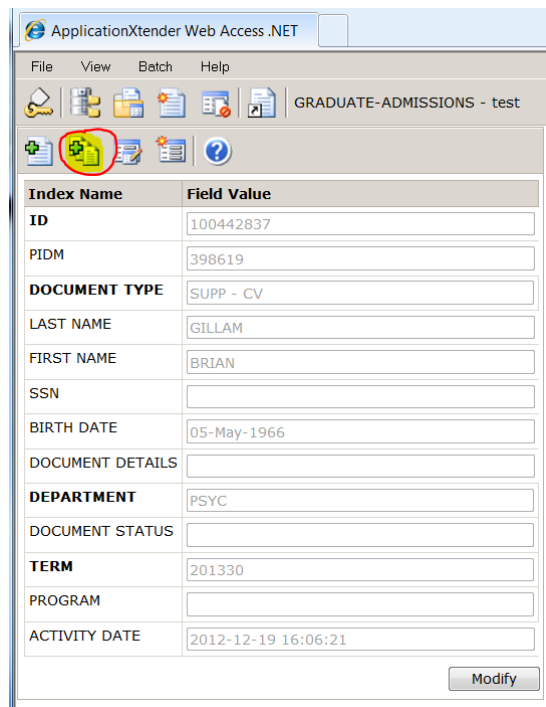 ApplicationXtender Web Access .NET
File View Batch Help
GRADUATE-ADMISSIONS - test
Index Name Field Value
ID 100442837
PIDM 398619
DOCUMENT TYPE SUPP - CV
LAST NAME GILLAM
FIRST NAME BRIAN
SSN
BIRTH DATE 05-May-1966
DOCUMENT DETAILS
DEPARTMENT PSYC
DOCUMENT STATUS
TERM 201330
PROGRAM
ACTIVITY DATE 2012-12-19 16:06:21
Modify